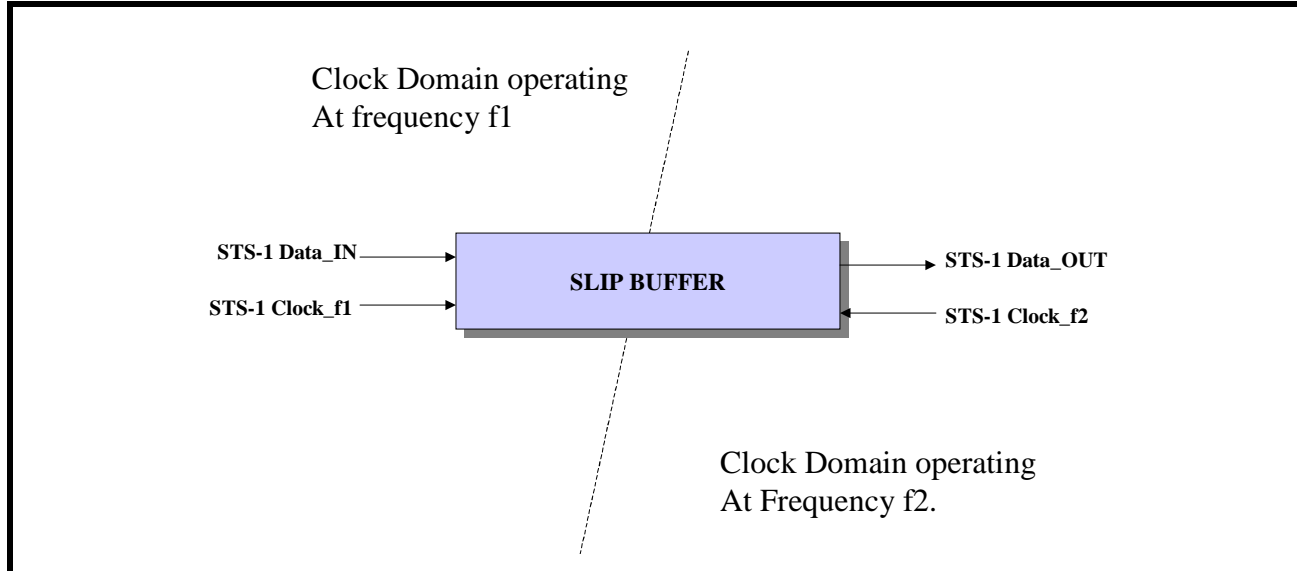 Clock Domain operating
At frequency f1
STS-1 Data_IN
STS-1 Clock_f1
SLIP BUFFER
STS-1 Data_OUT
STS-1 Clock_f2
Clock Domain operating
At Frequency f2.